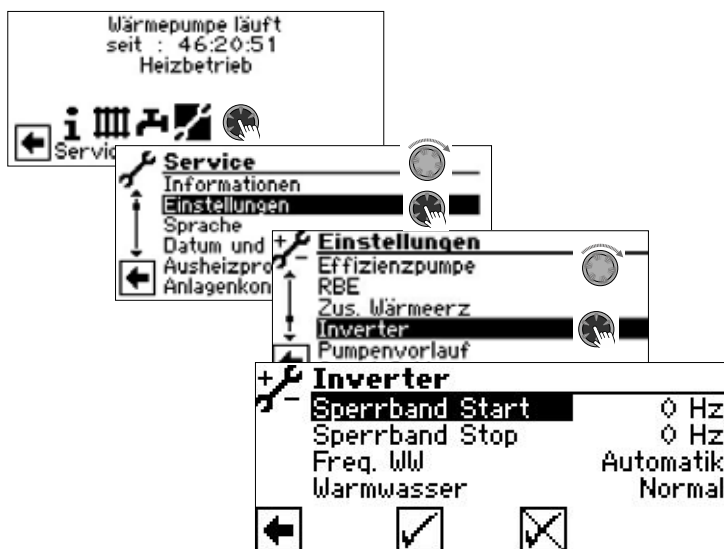 Wärmepumpe läuft
seit : 46:20:51
Heizbetrieb
Servic
Service
Informationen
Einstellungen
Sprache
Datum und
Ausheizpro
Anlagenkon
Einstellungen
Effizienzpumpe
RBE
Zus. Wärmeerz
Inverter
Pumpenvorlauf
Inverter
Sperrband Start 0 Hz
Sperrband Stop 0 Hz
Freq. WW Automatik
Warmwasser Normal